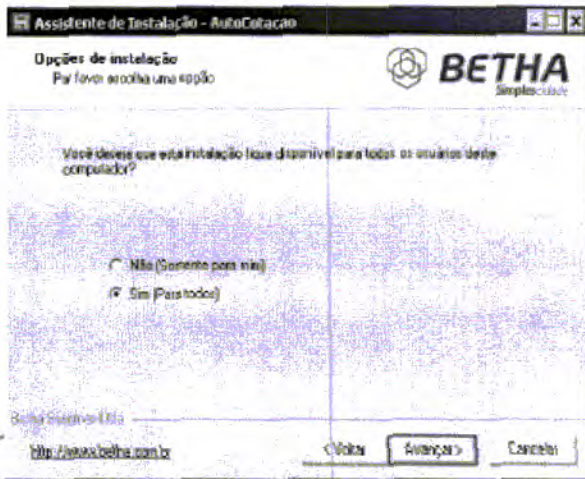 Assistente de Instalação - AutoCotacao
Opções de instalação
Por favor escolha uma opção
BETHA
Simplescidade
Você deseja que esta instalação fique disponível para todos os usuários deste
computador?
Não (Somente para mim)
Sim (Para todos)
Betha Sistemas Ltda
http://www.betha.com.br
< Voltar
Avançar >
Cancelar